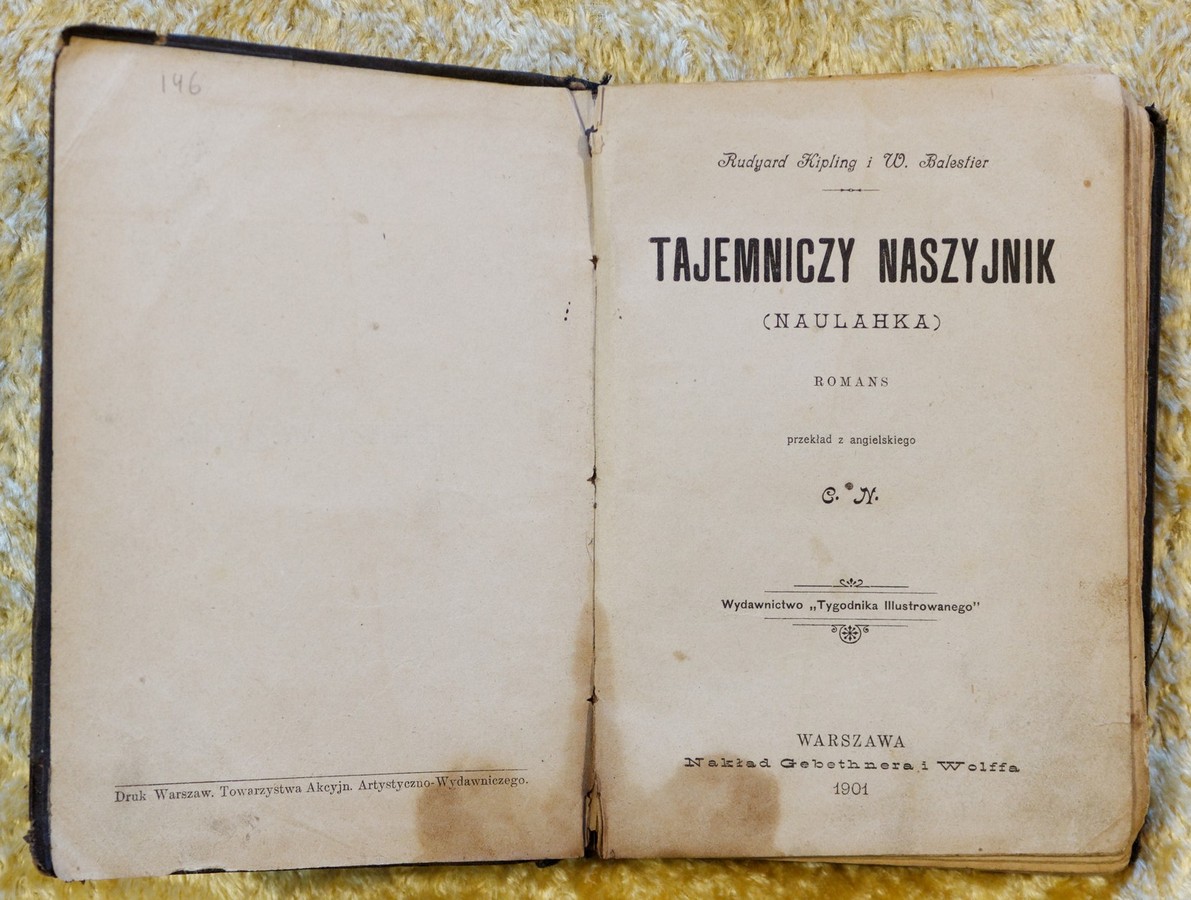 146
Druk Warszaw. Towarzystwa Akcyjn. Artystyczno-Wydawniczego.
Rudyard Kipling i W. Balestier
TAJEMNICZY NASZYJNIK
(NAULAHKA)
ROMANS
przekład z angielskiego
C. N.
Wydawnictwo „Tygodnika Illustrowanego”
WARSZAWA
Nakład Gebethnera i Wolffa
1901